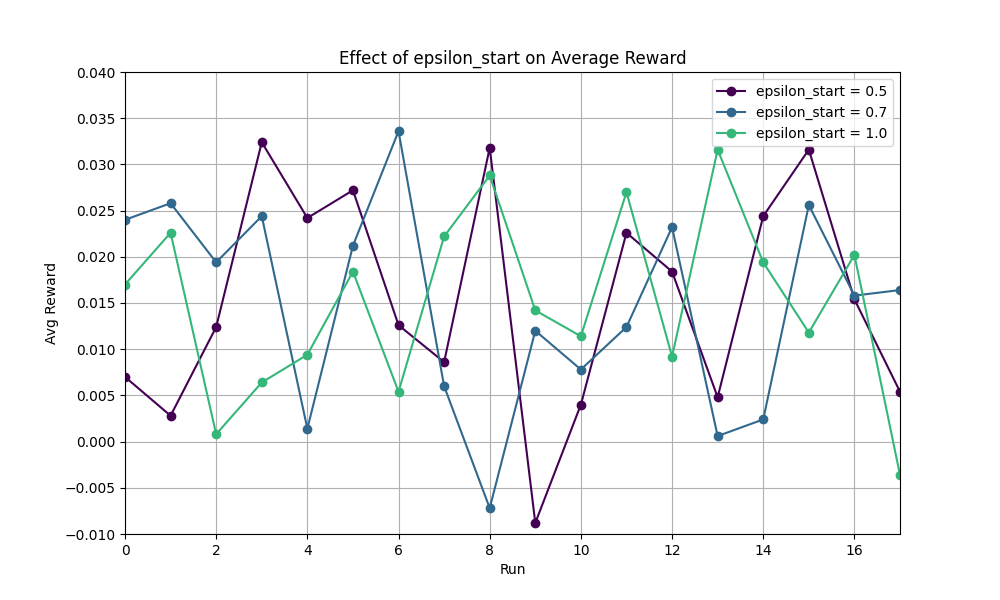 Effect of epsilon_start on Average Reward
0.040
0.035
0.030
0.025
0.020
0.015
0.010
0.005
0.000
−0.005
−0.010
Avg Reward
epsilon_start = 0.5
epsilon_start = 0.7
epsilon_start = 1.0
0 2 4 6 8 10 12 14 16
Run